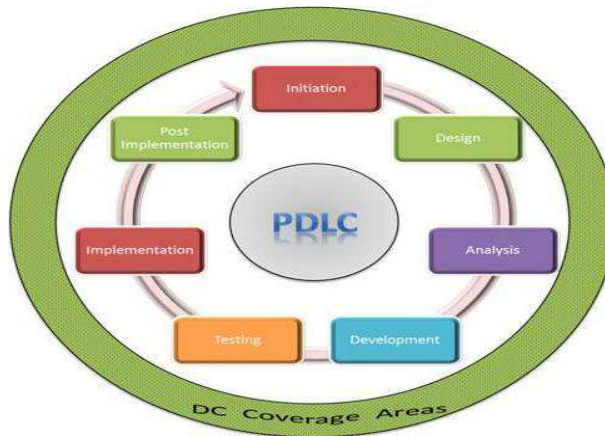 Initiation
Design
Analysis
Development
Testing
Implementation
Post
Implementation
PDLC
DC Coverage Areas